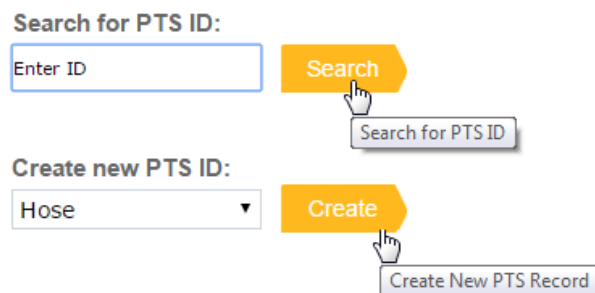 Search for PTS ID:
Enter ID
Search
Search for PTS ID
Create new PTS ID:
Hose
Create
Create New PTS Record